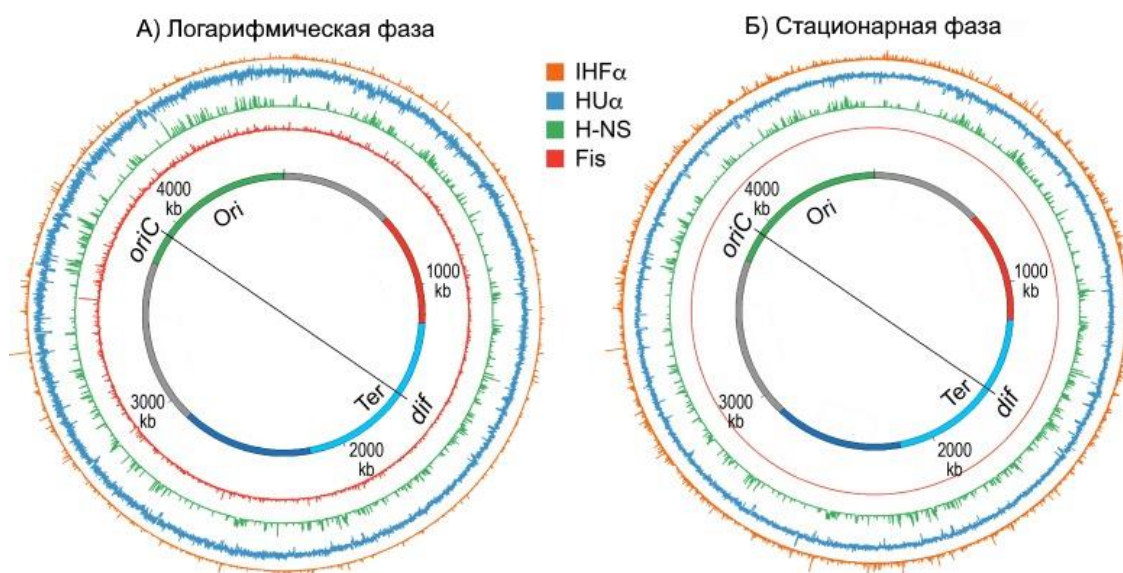 А) Логарифмическая фаза
Б) Стационарная фаза
IHFα
HUα
H-NS
Fis
4000
kb
Ori
oriC
1000
kb
Ter
dif
3000
kb
2000
kb
4000
kb
Ori
oriC
1000
kb
Ter
dif
3000
kb
2000
kb